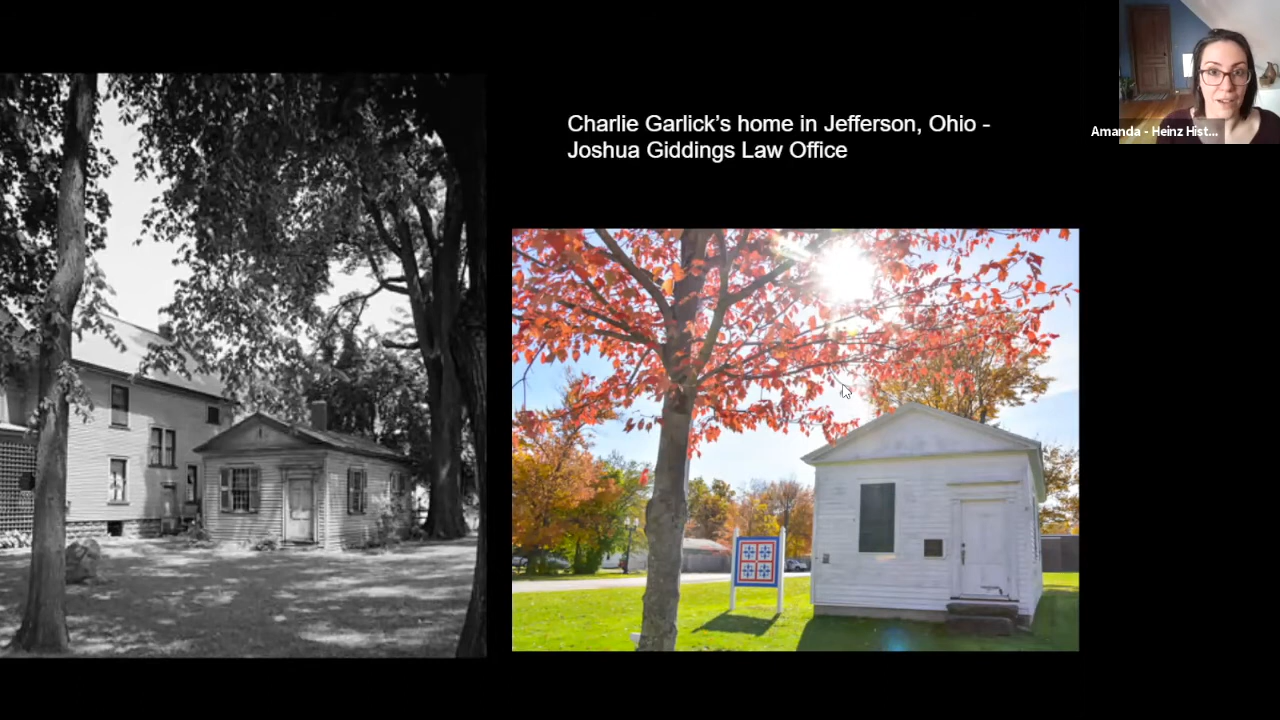 Charlie Garlick’s home in Jefferson, Ohio -
Joshua Giddings Law Office
Amanda - Heinz Hist...